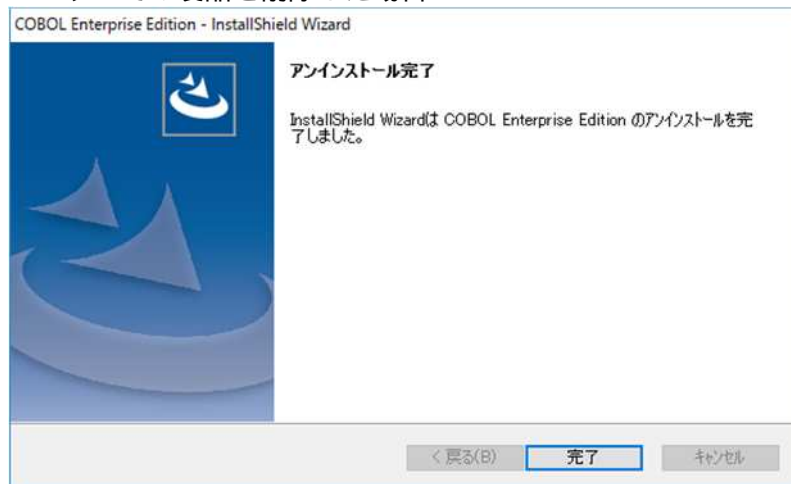 COBOL Enterprise Edition - InstallShield Wizard
アンインストール完了
InstallShield Wizardは COBOL Enterprise Edition のアンインストールを完
了しました。
< 戻る(B)
完了
キャンセル